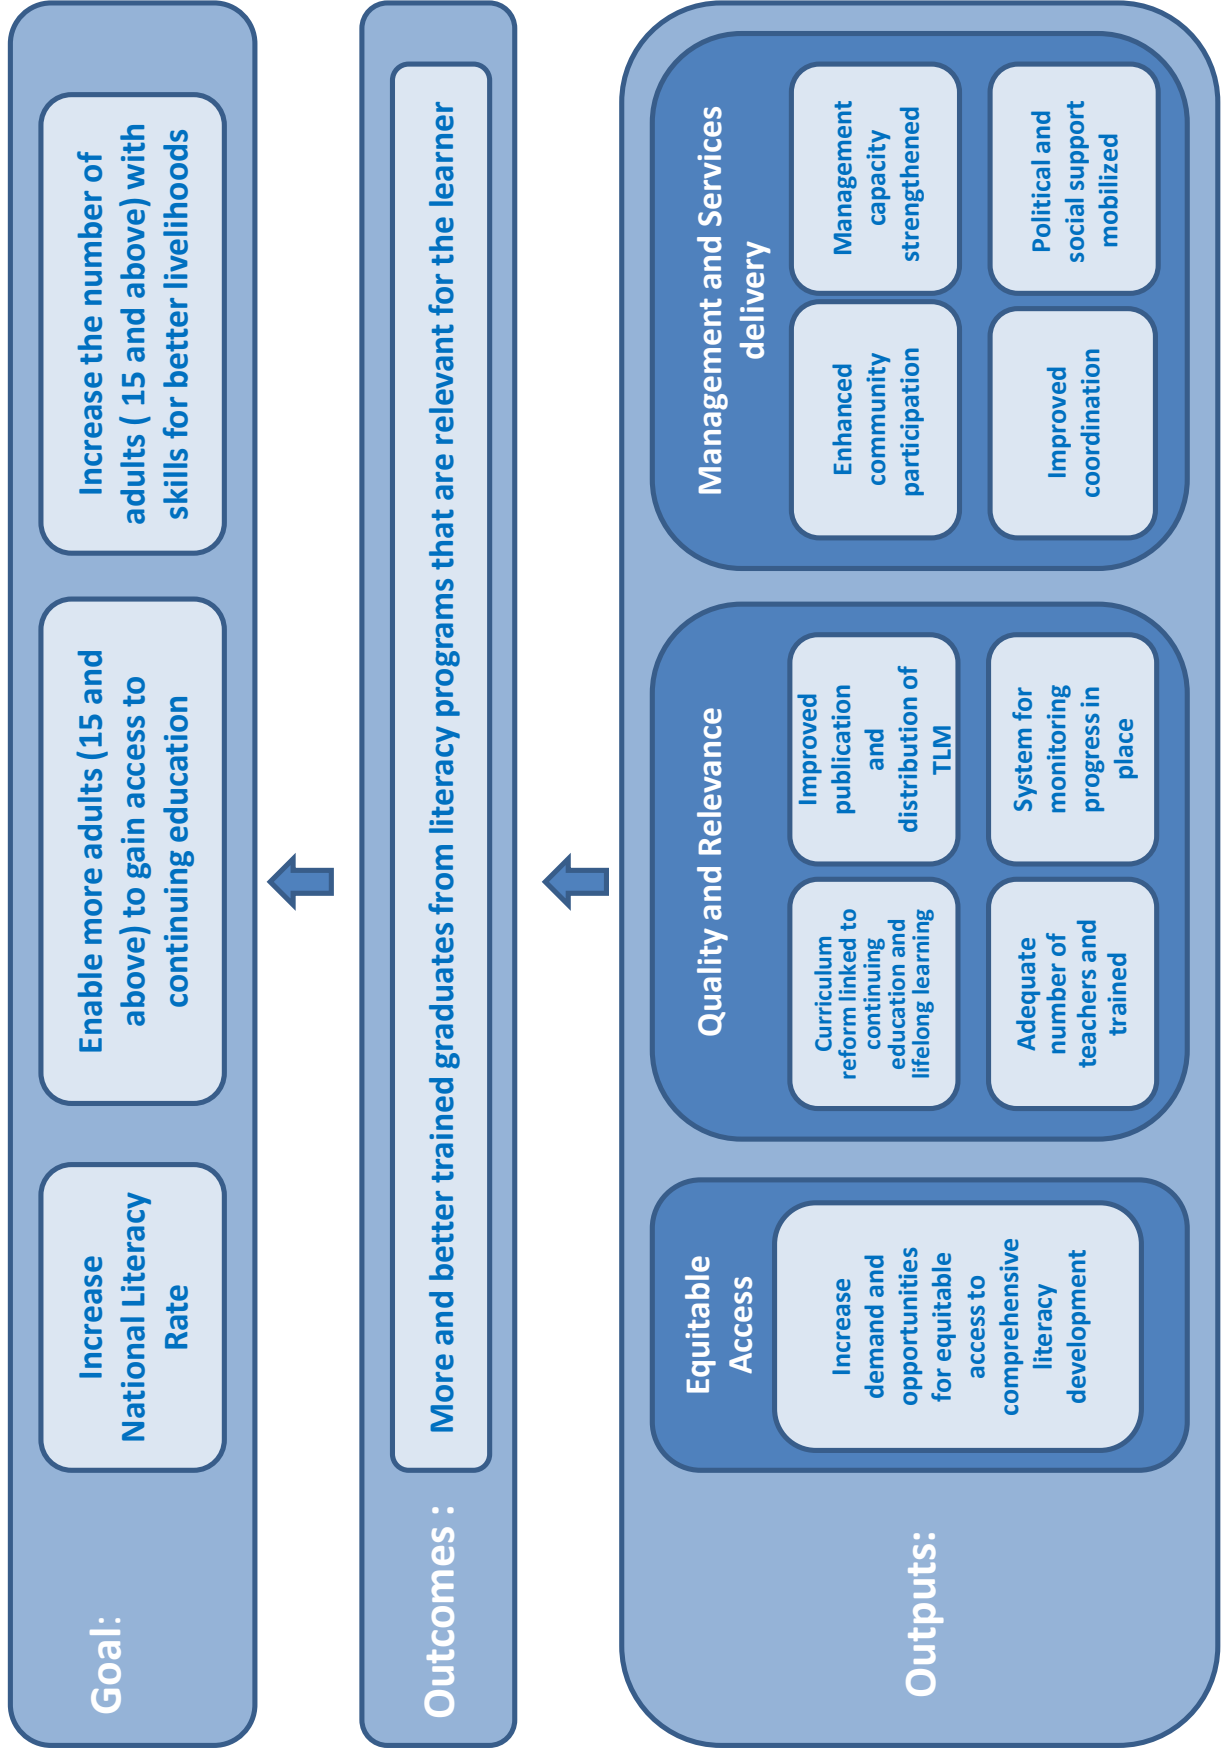 Goal:
Increase
National Literacy
Rate
Enable more adults (15 and
above) to gain access to
continuing education
Increase the number of
adults ( 15 and above) with
skills for better livelihoods
Outcomes :
More and better trained graduates from literacy programs that are relevant for the learner
Outputs:
Equitable
Access
Increase
demand and
opportunities
for equitable
access to
comprehensive
literacy
development
Quality and Relevance
Curriculum
reform linked to
continuing
education and
lifelong learning
Improved
publication
and
distribution of
TLM
Adequate
number of
teachers and
trained
System for
monitoring
progress in
place
Management and Services
delivery
Enhanced
community
participation
Management
capacity
strengthened
Improved
coordination
Political and
social support
mobilized